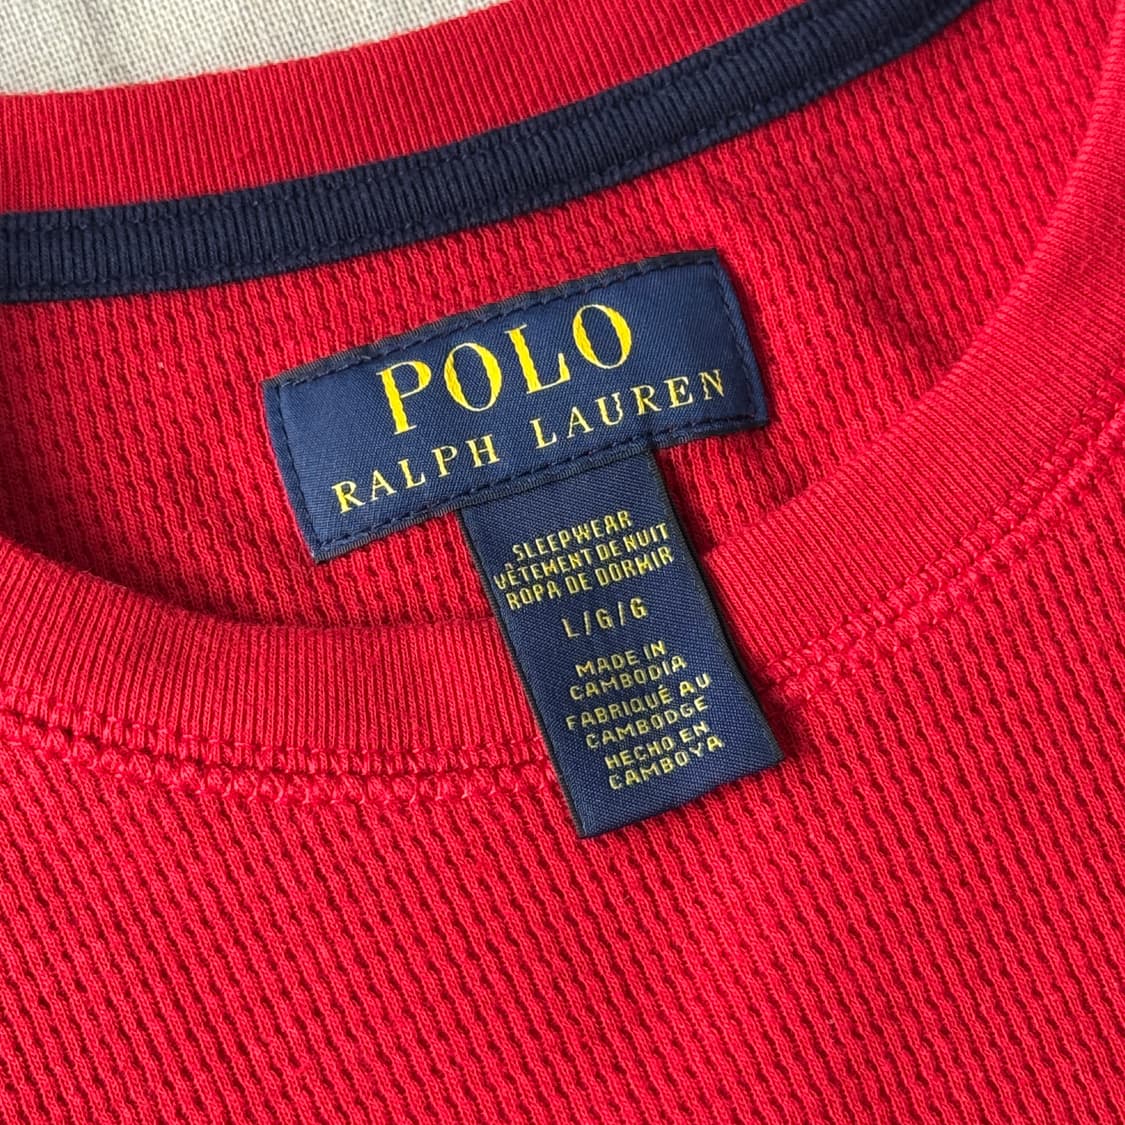 POLO
RALPH LAUREN
SLEEPWEAR
VÊTEMENT DE NUIT
ROPA DE DORMIR
L/G/G
MADE IN
CAMBODIA
FABRIQUÉ AU
CAMBODGE
HECHO EN
CAMBOYA